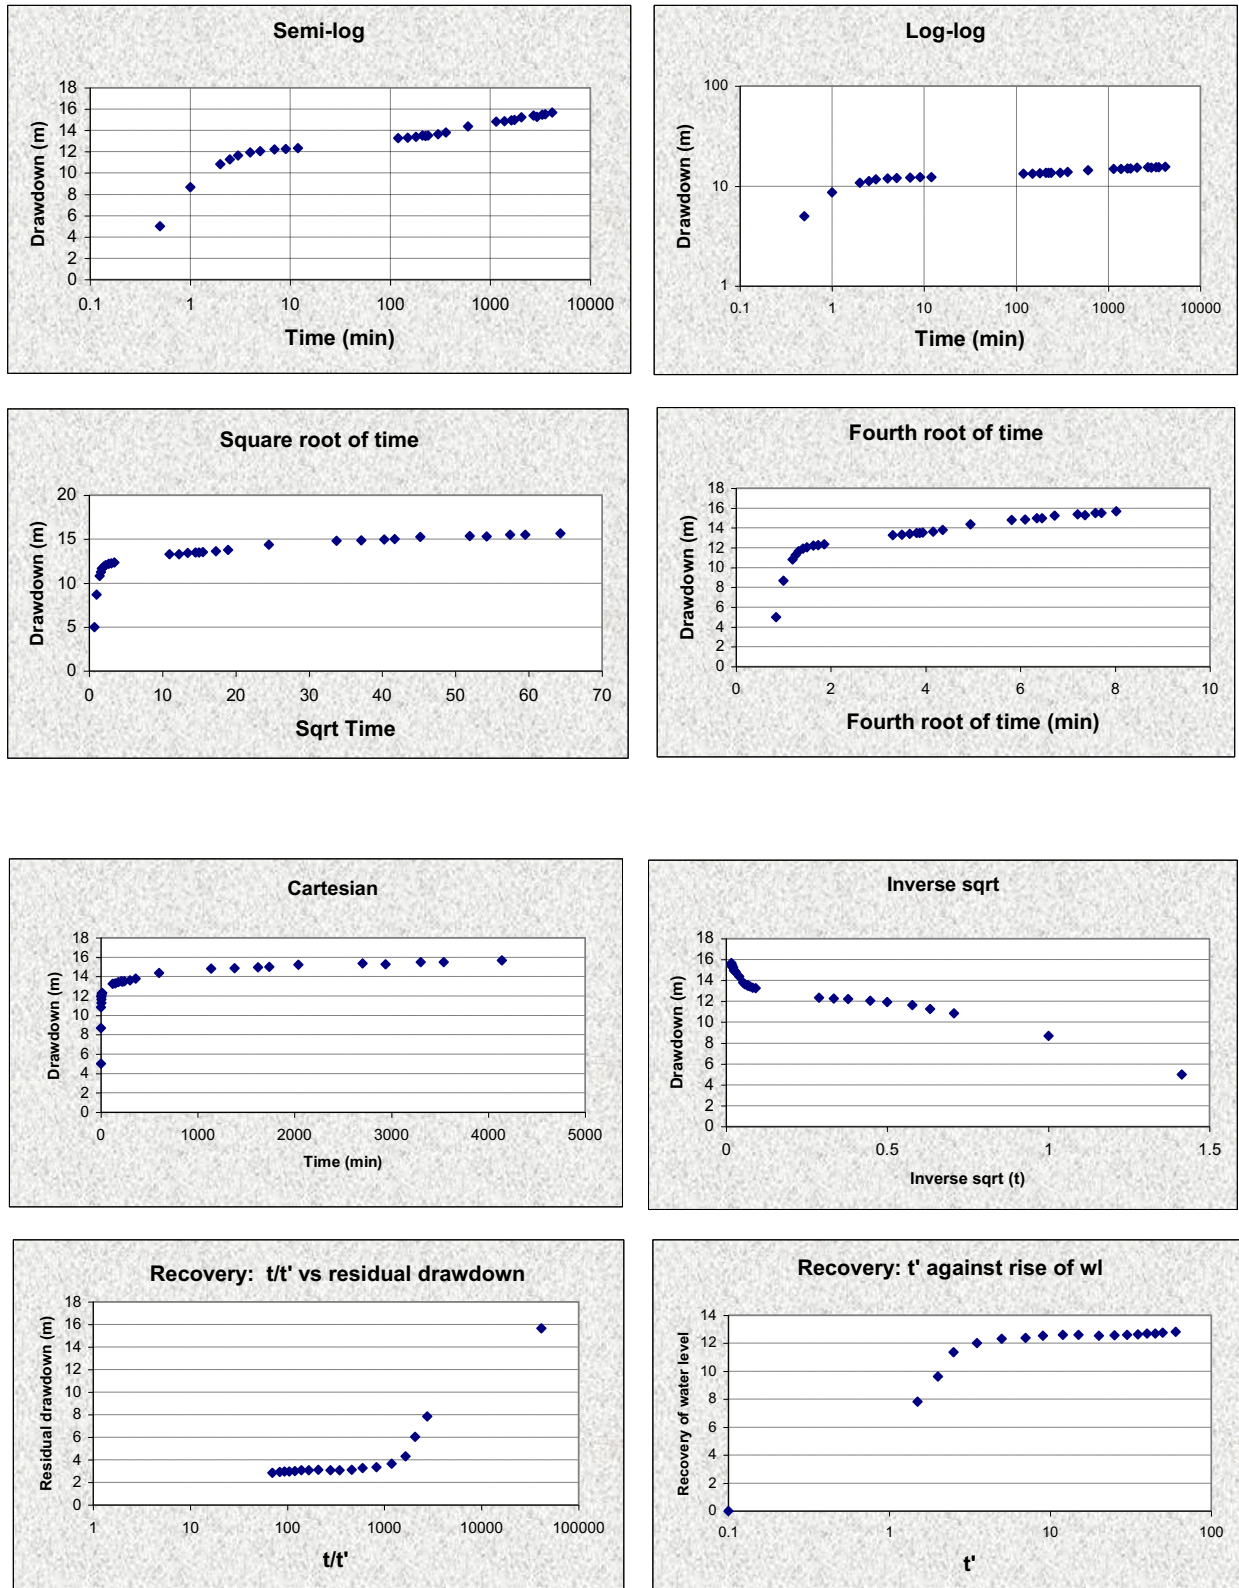 Semi-log
Drawdown (m)
18
16
14
12
10
8
6
4
2
0
0.1 1 10 100 1000 10000
Time (min)
Log-log
Drawdown (m)
100
10
1
0.1 1 10 100 1000 10000
Time (min)
Square root of time
Drawdown (m)
20
15
10
5
0
0 10 20 30 40 50 60 70
Sqrt Time
Fourth root of time
Drawdown (m)
18
16
14
12
10
8
6
4
2
0
0 2 4 6 8 10
Fourth root of time (min)
Cartesian
Drawdown (m)
18
16
14
12
10
8
6
4
2
0
0 1000 2000 3000 4000 5000
Time (min)
Inverse sqrt
Drawdown (m)
18
16
14
12
10
8
6
4
2
0
0 0.5 1 1.5
Inverse sqrt (t)
Recovery: t/t' vs residual drawdown
Residual drawdown (m)
18
16
14
12
10
8
6
4
2
0
1 10 100 1000 10000 100000
t/t'
Recovery: t' against rise of wl
Recovery of water level
14
12
10
8
6
4
2
0
0.1 1 10 100
t'